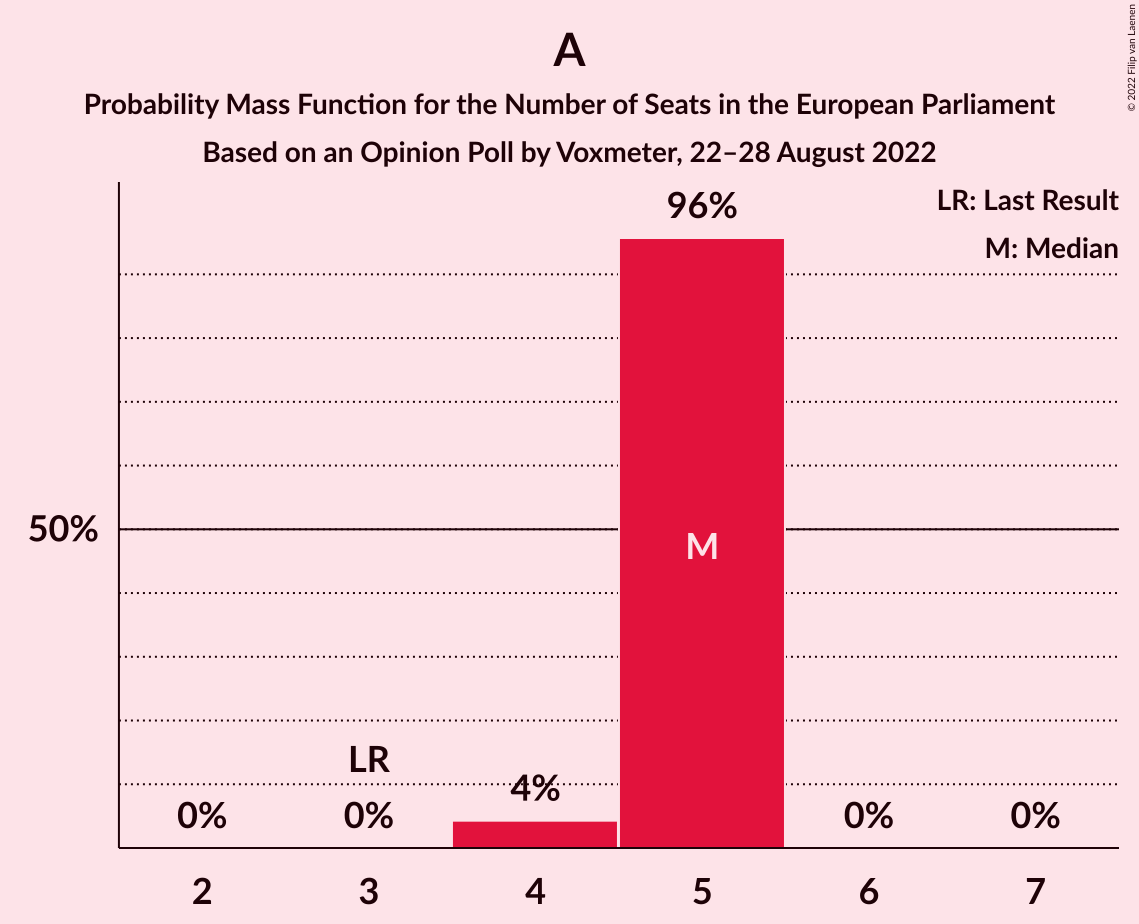 A
Probability Mass Function for the Number of Seats in the European Parliament
Based on an Opinion Poll by Voxmeter, 22–28 August 2022
© 2022 Filip van Laenen
LR: Last Result
M: Median
96%
50%
M
LR
0%
0%
4%
0%
0%
2
3
4
5
6
7